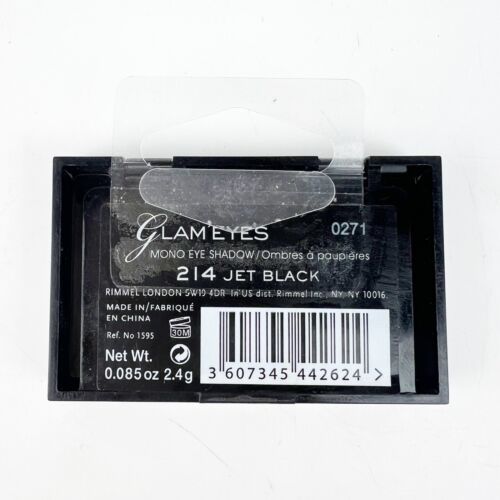 GLAM'EYES 0271
MONO EYE SHADOW/Ombres à paupières
214 JET BLACK
RIMMEL LONDON SW19 4DR. In US dist. Rimmel Inc., NY, NY 10016.
MADE IN/FABRIQUÉ
EN CHINA
Ref. No 1595
30M
Net Wt.
0.085oz 2.4g
3 607345 442624 >